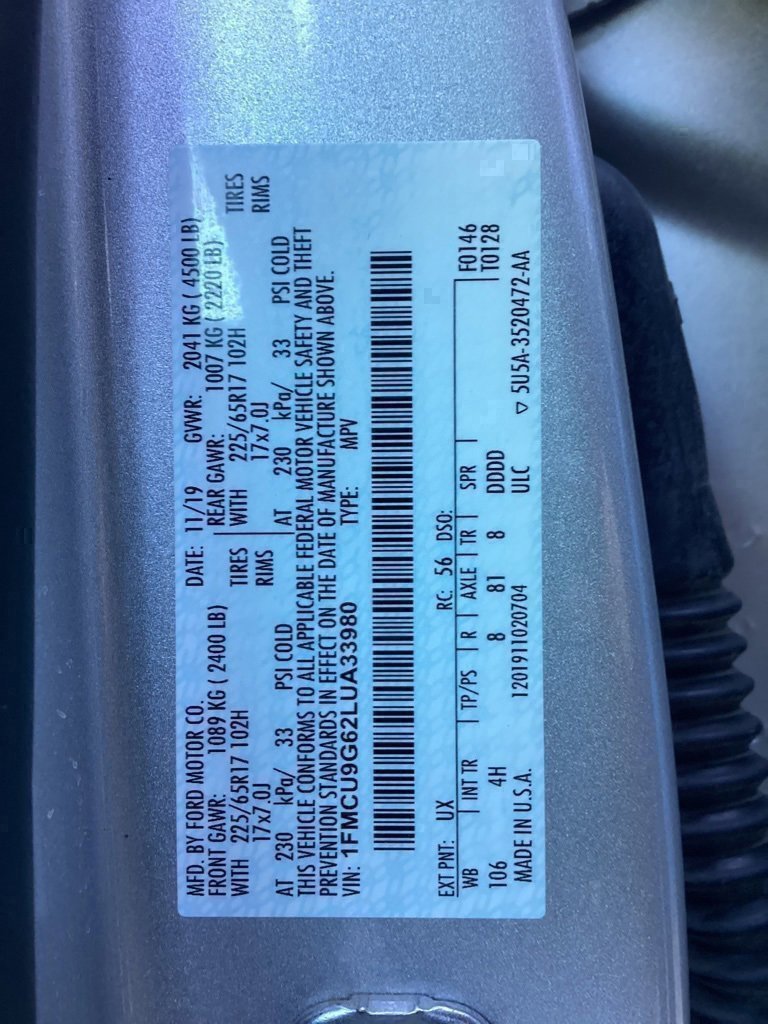 MFD. BY FORD MOTOR CO. DATE: 11/19 GVWR: 2041 KG ( 4500 LB)
FRONT GAWR: 1089 KG ( 2400 LB) REAR GAWR: 1007 KG ( 2220 LB)
WITH 225/65R17 102H TIRES WITH 225/65R17 102H TIRES
17x7.0J RIMS 17x7.0J RIMS
AT 230 kPa/ 33 PSI COLD AT 230 kPa/ 33 PSI COLD
THIS VEHICLE CONFORMS TO ALL APPLICABLE FEDERAL MOTOR VEHICLE SAFETY AND THEFT
PREVENTION STANDARDS IN EFFECT ON THE DATE OF MANUFACTURE SHOWN ABOVE.
VIN: 1FMCU9G62LUA33980 TYPE: MPV
EXT PNT: UX RC: 56 DSO: F0146
WB INT TR TP/PS R AXLE TR SPR T0128
106 4H 8 81 8 DDDD
MADE IN U.S.A. 1201911020704 ULC ▽ 5U5A-3520472-AA